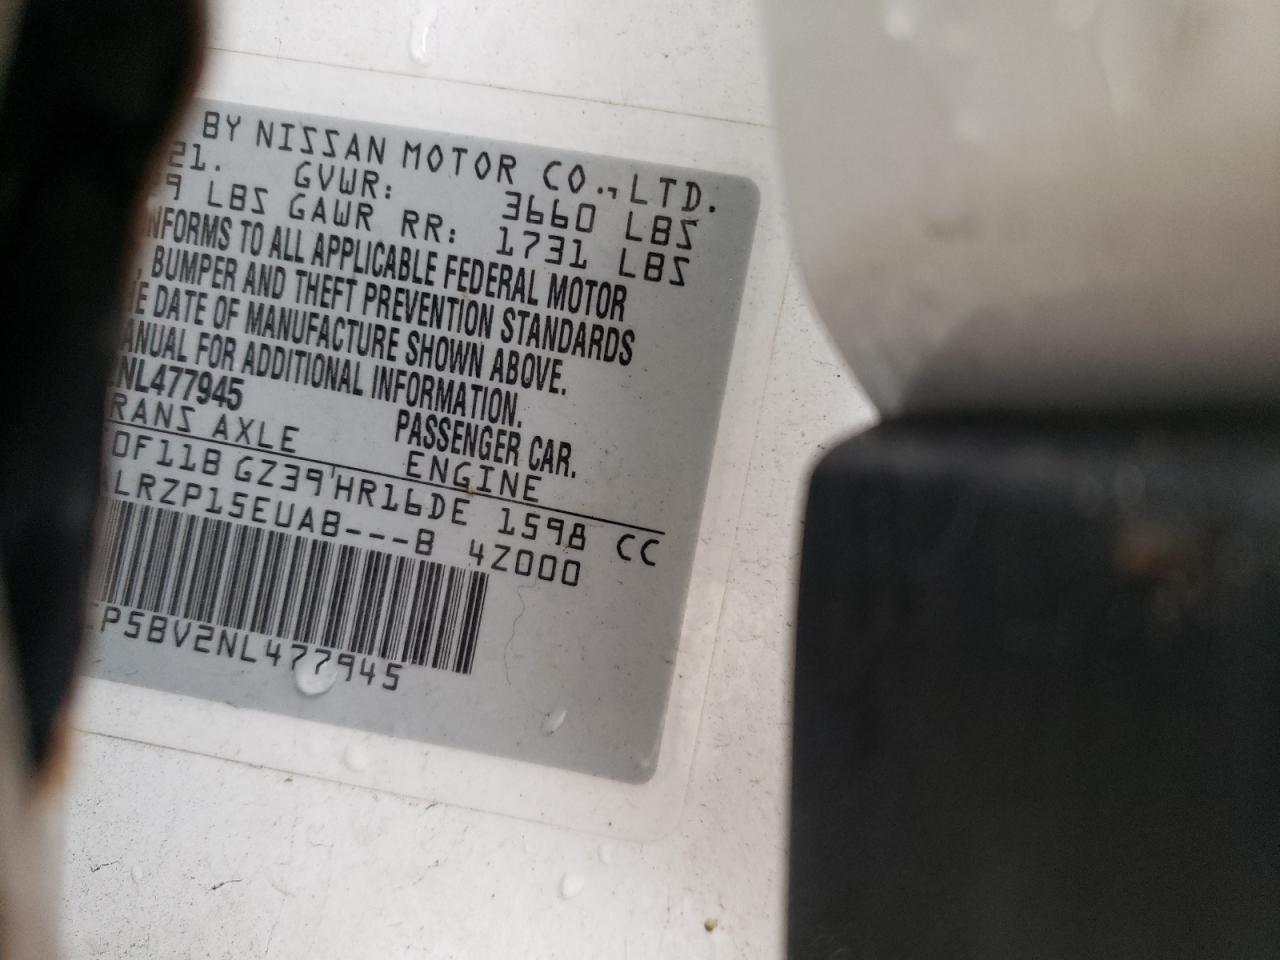 BY NISSAN MOTOR CO.,LTD.
21. GVWR: 3660 LBS
9 LBS GAWR RR: 1731 LBS
NFORMS TO ALL APPLICABLE FEDERAL MOTOR
, BUMPER AND THEFT PREVENTION STANDARDS
E DATE OF MANUFACTURE SHOWN ABOVE.
ANUAL FOR ADDITIONAL INFORMATION.
NL477945 PASSENGER CAR.
RANS AXLE ENGINE
0F11B GZ39 HR16DE 1598 CC
LRZP15EUAB---B 4Z000
P5BV2NL477945